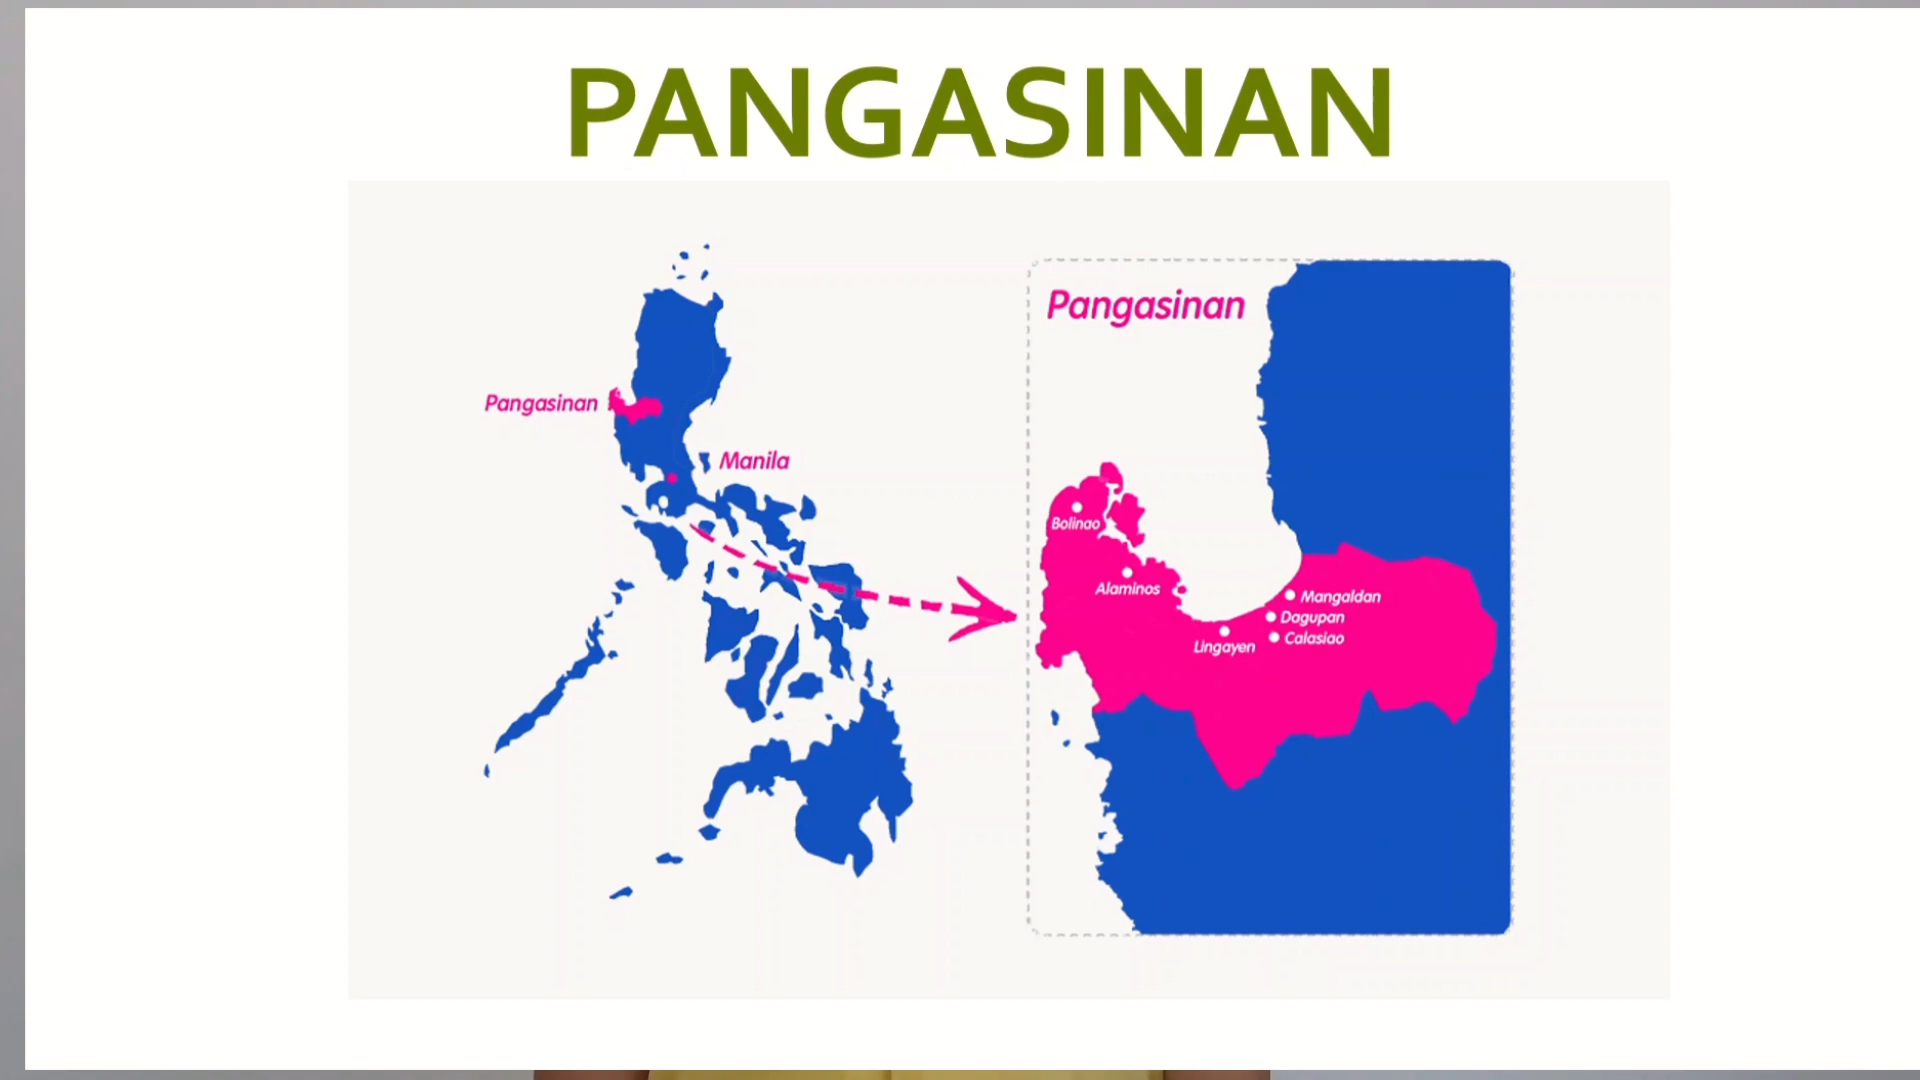 PANGASINAN
Pangasinan
Manila
Pangasinan
Bolinao
Alaminos
Mangaldan
Dagupan
Calasiao
Lingayen